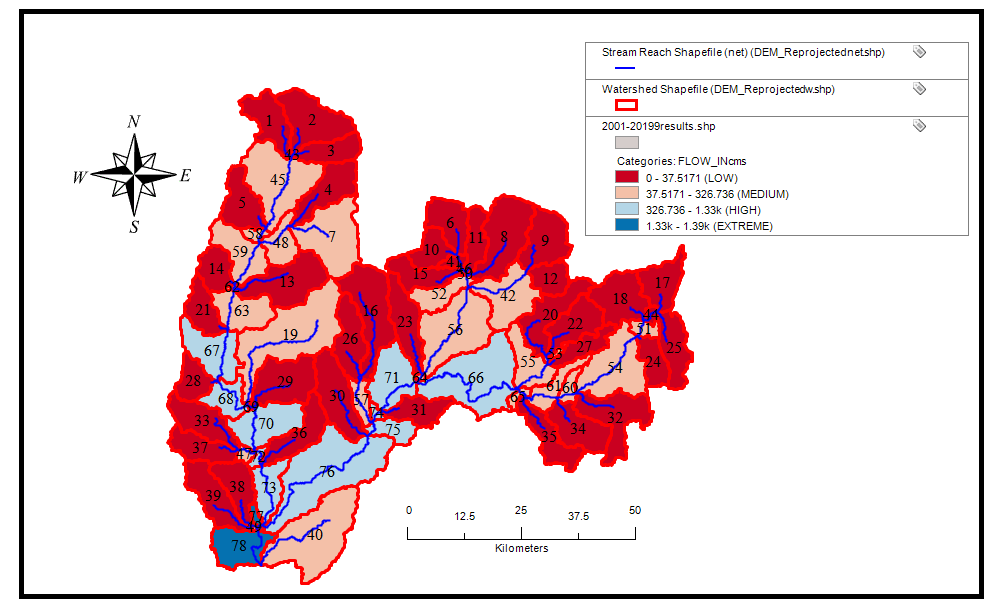 Stream Reach Shapefile (net) (DEM_Reprojectednet.shp)
Watershed Shapefile (DEM_Reprojectedw.shp)
2001-20199results.shp
Categories: FLOW_INcms
0 - 37.5171 (LOW)
37.5171 - 326.736 (MEDIUM)
326.736 - 1.33k (HIGH)
1.33k - 1.39k (EXTREME)
N
W E
S
1 2
3
45
4
5
58 48 7
59
14 13
21 63
19
67
28 29
68
33 70 36
37 47
39 38 73
78 40
6 11 8 9
10
15 12
52 42
16 23 56
26
20 22
18 17
44
51
27 25
24
55 53 54
71 64 66
61 60
65
30 57 31
74
75
35 34 32
76
0 12.5 25 37.5 50
Kilometers